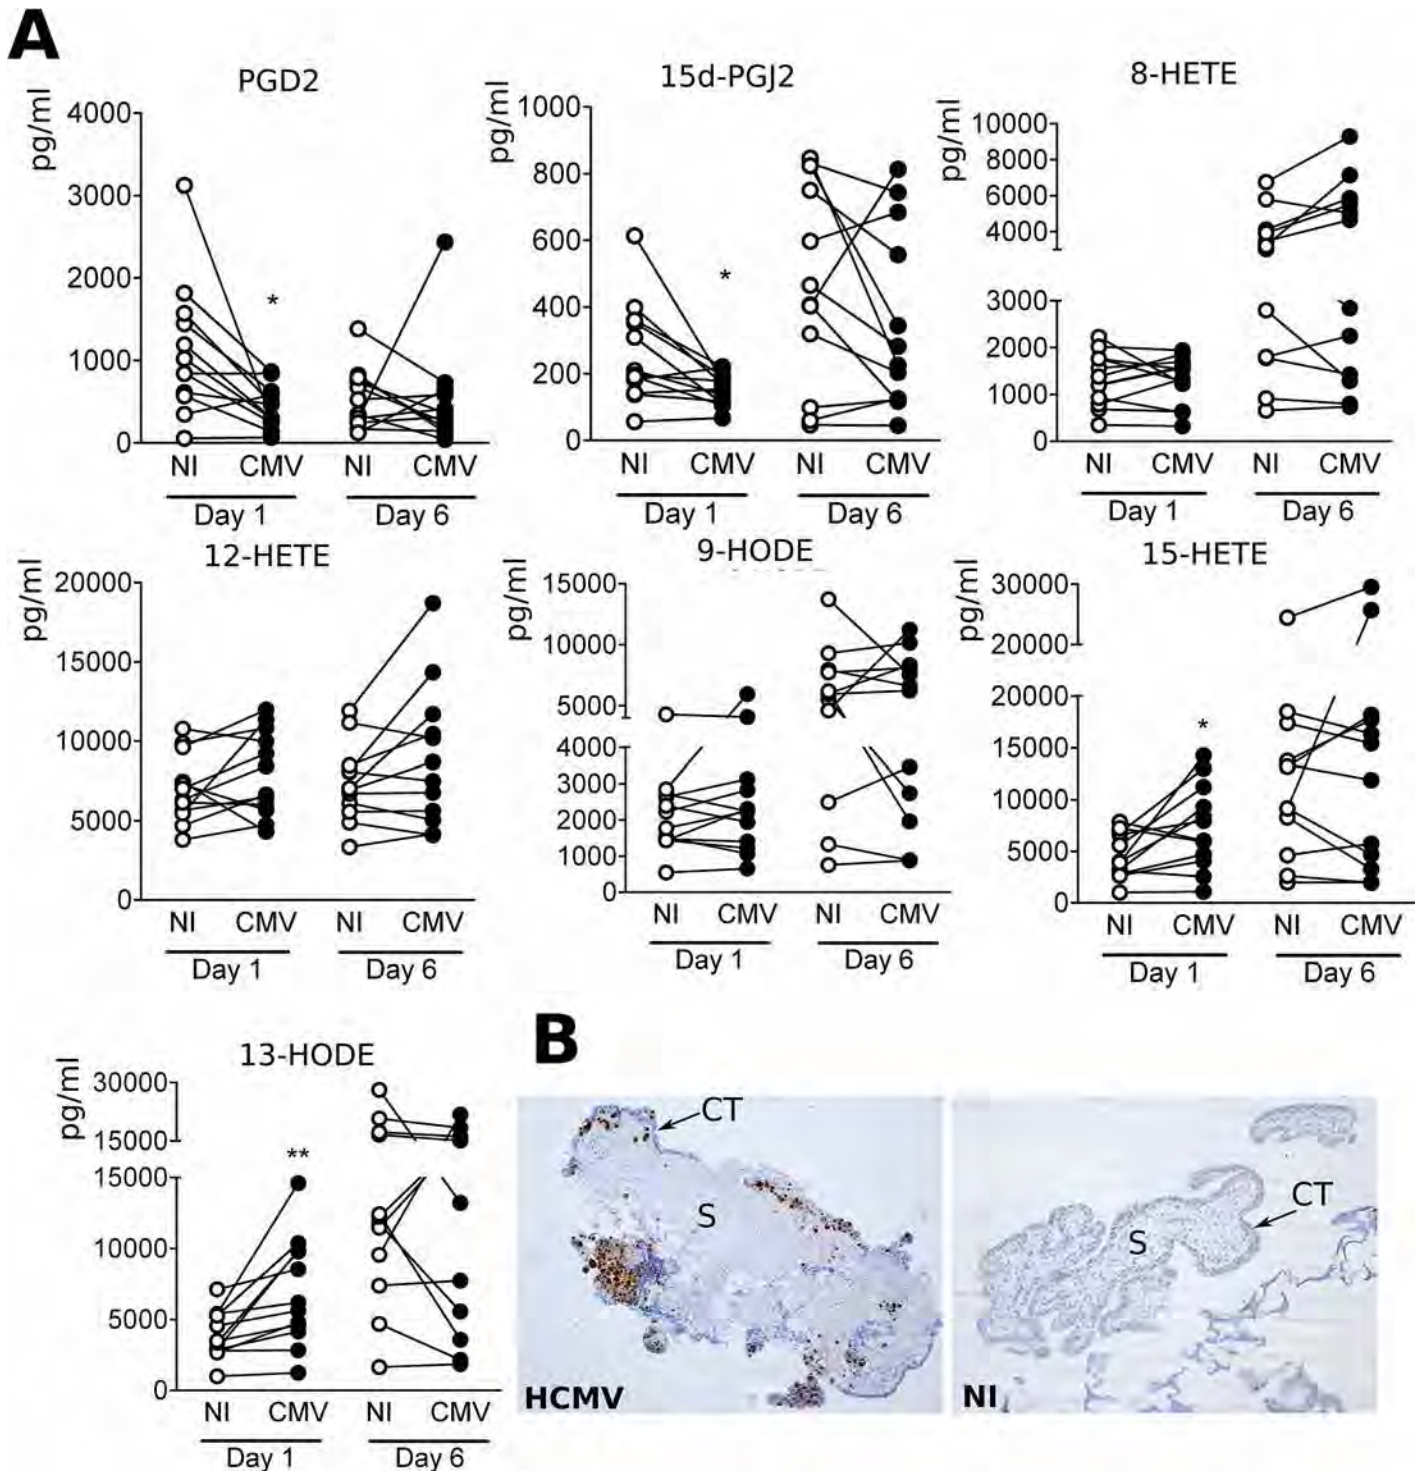 A
PGD2
pg/ml
4000
3000
2000
1000
0
*
NI CMV NI CMV
Day 1 Day 6
15d-PGJ2
pg/ml
1000
800
600
400
200
0
*
NI CMV NI CMV
Day 1 Day 6
8-HETE
pg/ml
10000
8000
6000
4000
3000
2000
1000
0
NI CMV NI CMV
Day 1 Day 6
12-HETE
pg/ml
20000
15000
10000
5000
0
NI CMV NI CMV
Day 1 Day 6
9-HODE
pg/ml
15000
10000
5000
4000
3000
2000
1000
0
NI CMV NI CMV
Day 1 Day 6
15-HETE
pg/ml
30000
20000
20000
15000
10000
5000
0
*
NI CMV NI CMV
Day 1 Day 6
13-HODE
pg/ml
30000
15000
15000
10000
5000
0
**
NI CMV NI CMV
Day 1 Day 6
B
CT
S
HCMV
CT
S
NI